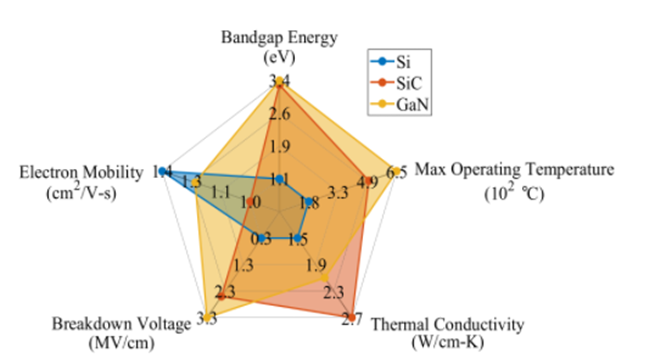 Bandgap Energy
(eV)
Si
SiC
GaN
3.4
2.6
1.9
1.1
Electron Mobility
(cm²/V-s)
1.4
1.3
1.1
1.0
1.8
3.3
4.9
6.5
Max Operating Temperature
(10² °C)
0.3
1.3
2.3
3.3
1.5
1.9
2.3
2.7
Breakdown Voltage
(MV/cm)
Thermal Conductivity
(W/cm-K)